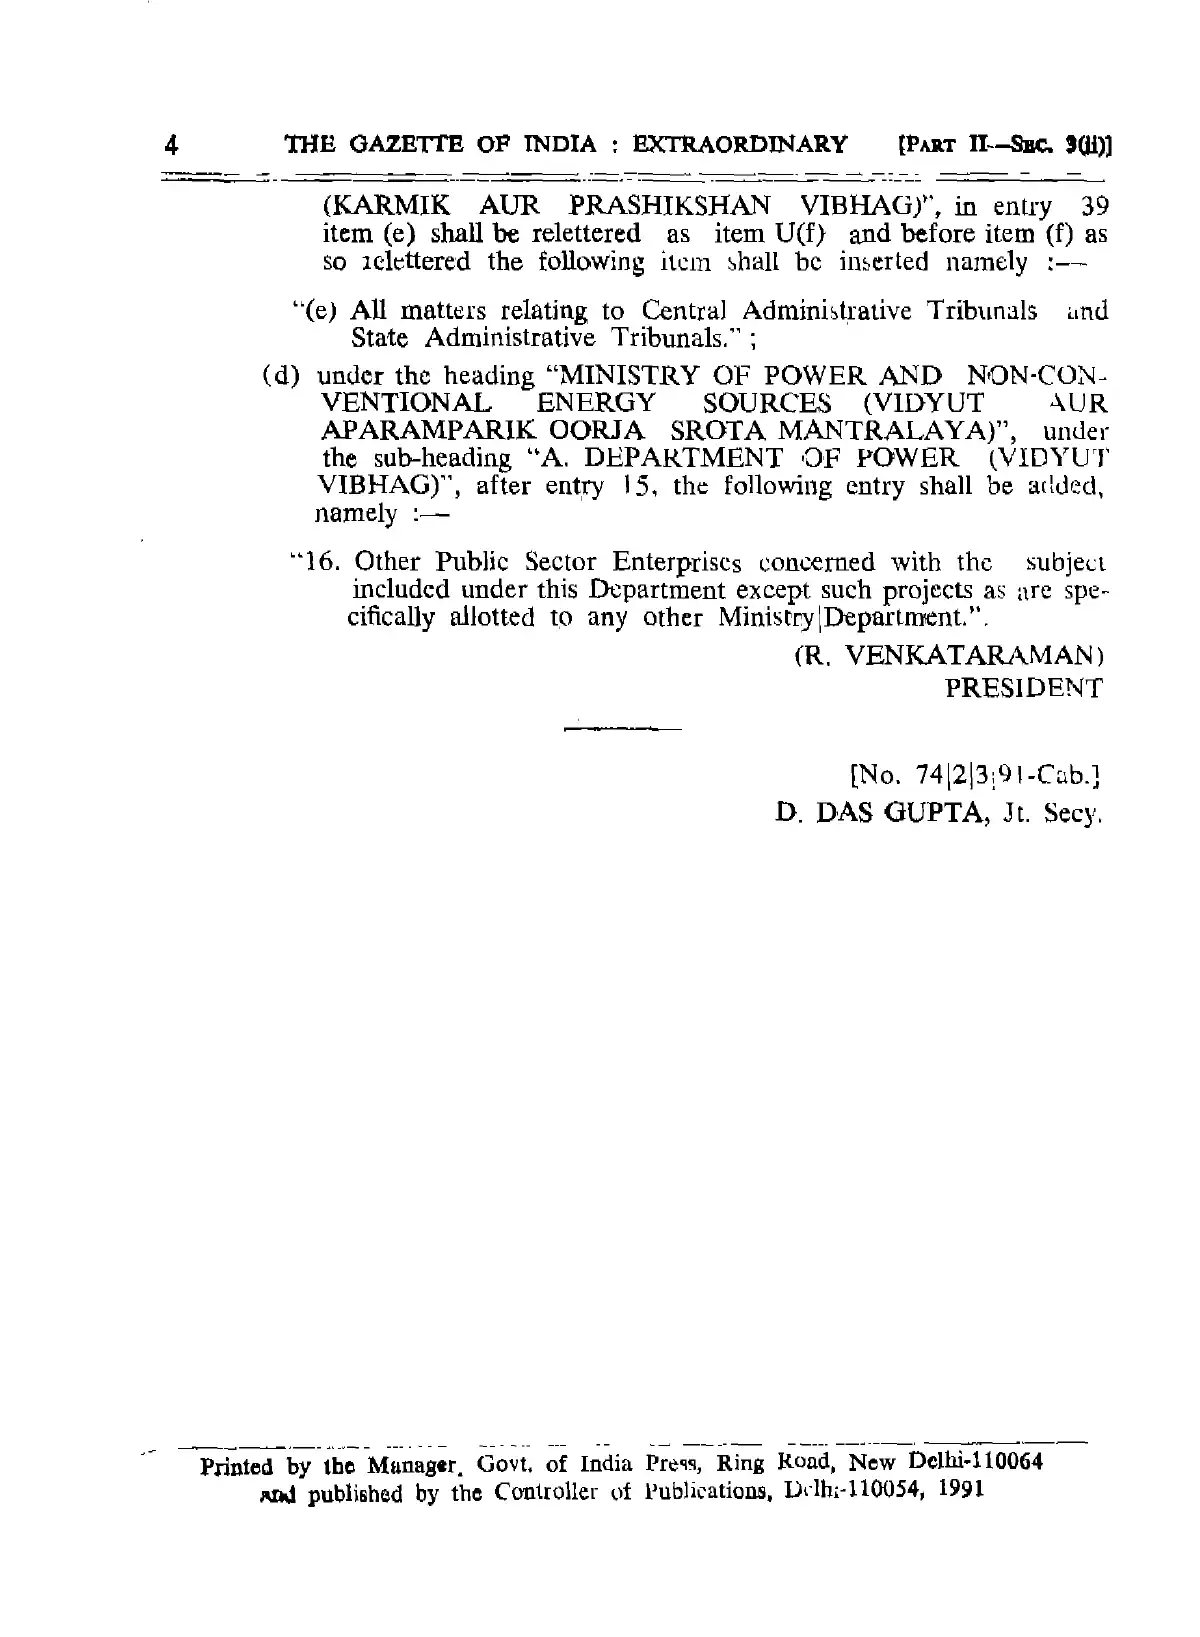 4 THE GAZETTE OF INDIA : EXTRAORDINARY [PART II—SEC. 3(ii)]
(KARMIK AUR PRASHIKSHAN VIBHAG)", in entry 39
item (e) shall be relettered as item U(f) and before item (f) as
so relettered the following item shall be inserted namely :—
"(e) All matters relating to Central Administrative Tribunals and
State Administrative Tribunals." ;
(d) under the heading "MINISTRY OF POWER AND NON-CON-
VENTIONAL ENERGY SOURCES (VIDYUT AUR
APARAMPARIK OORJA SROTA MANTRALAYA)", under
the sub-heading "A. DEPARTMENT OF POWER (VIDYUT
VIBHAG)", after entry 15, the following entry shall be added,
namely :—
"16. Other Public Sector Enterprises concerned with the subject
included under this Department except such projects as are spe-
cifically allotted to any other Ministry|Department.".
(R. VENKATARAMAN)
PRESIDENT
[No. 74|2|3|91-Cab.]
D. DAS GUPTA, Jt. Secy.
Printed by the Manager, Govt. of India Press, Ring Road, New Delhi-110064
and published by the Controller of Publications, Delhi-110054, 1991